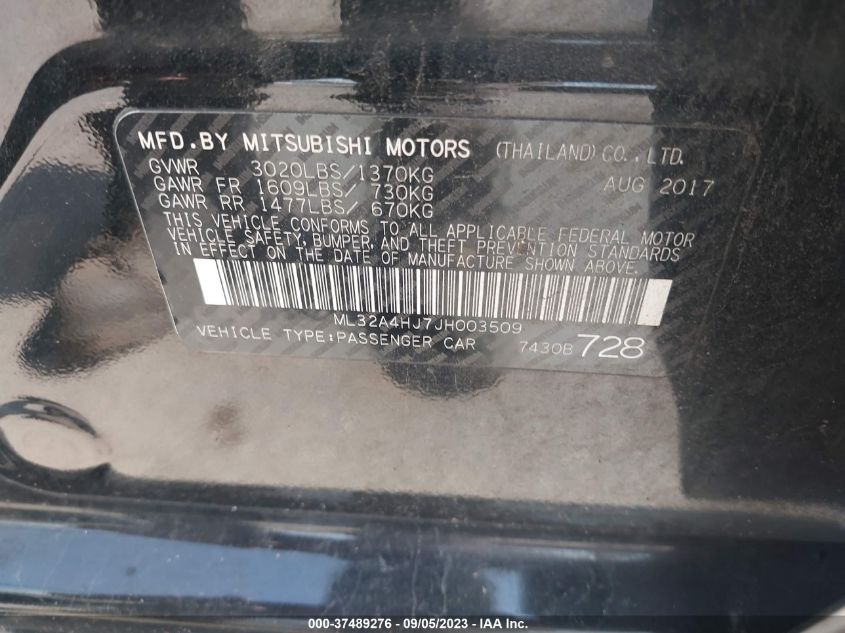 MFD.BY MITSUBISHI MOTORS (THAILAND) CO.,LTD.
GVWR 3020LBS/1370KG AUG 2017
GAWR FR 1609LBS/ 730KG
GAWR RR 1477LBS/ 670KG
THIS VEHICLE CONFORMS TO ALL APPLICABLE FEDERAL MOTOR
VEHICLE SAFETY, BUMPER, AND THEFT PREVENTION STANDARDS
IN EFFECT ON THE DATE OF MANUFACTURE SHOWN ABOVE.
ML32A4HJ7JH003509
VEHICLE TYPE:PASSENGER CAR 7430B 728
000-37489276 - 09/05/2023 - © IAA Inc.